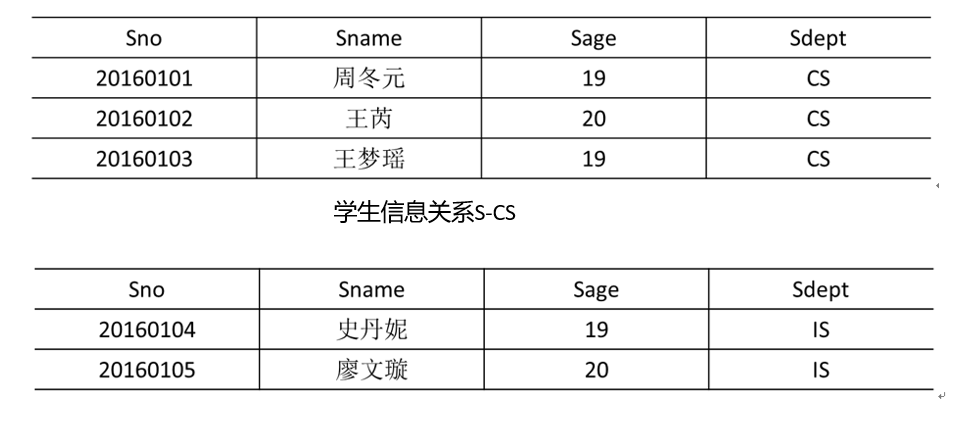 Sno Sname Sage Sdept
20160101 周冬元 19 CS
20160102 王芮 20 CS
20160103 王梦瑶 19 CS
学生信息关系S-CS
Sno Sname Sage Sdept
20160104 史丹妮 19 IS
20160105 廖文璇 20 IS